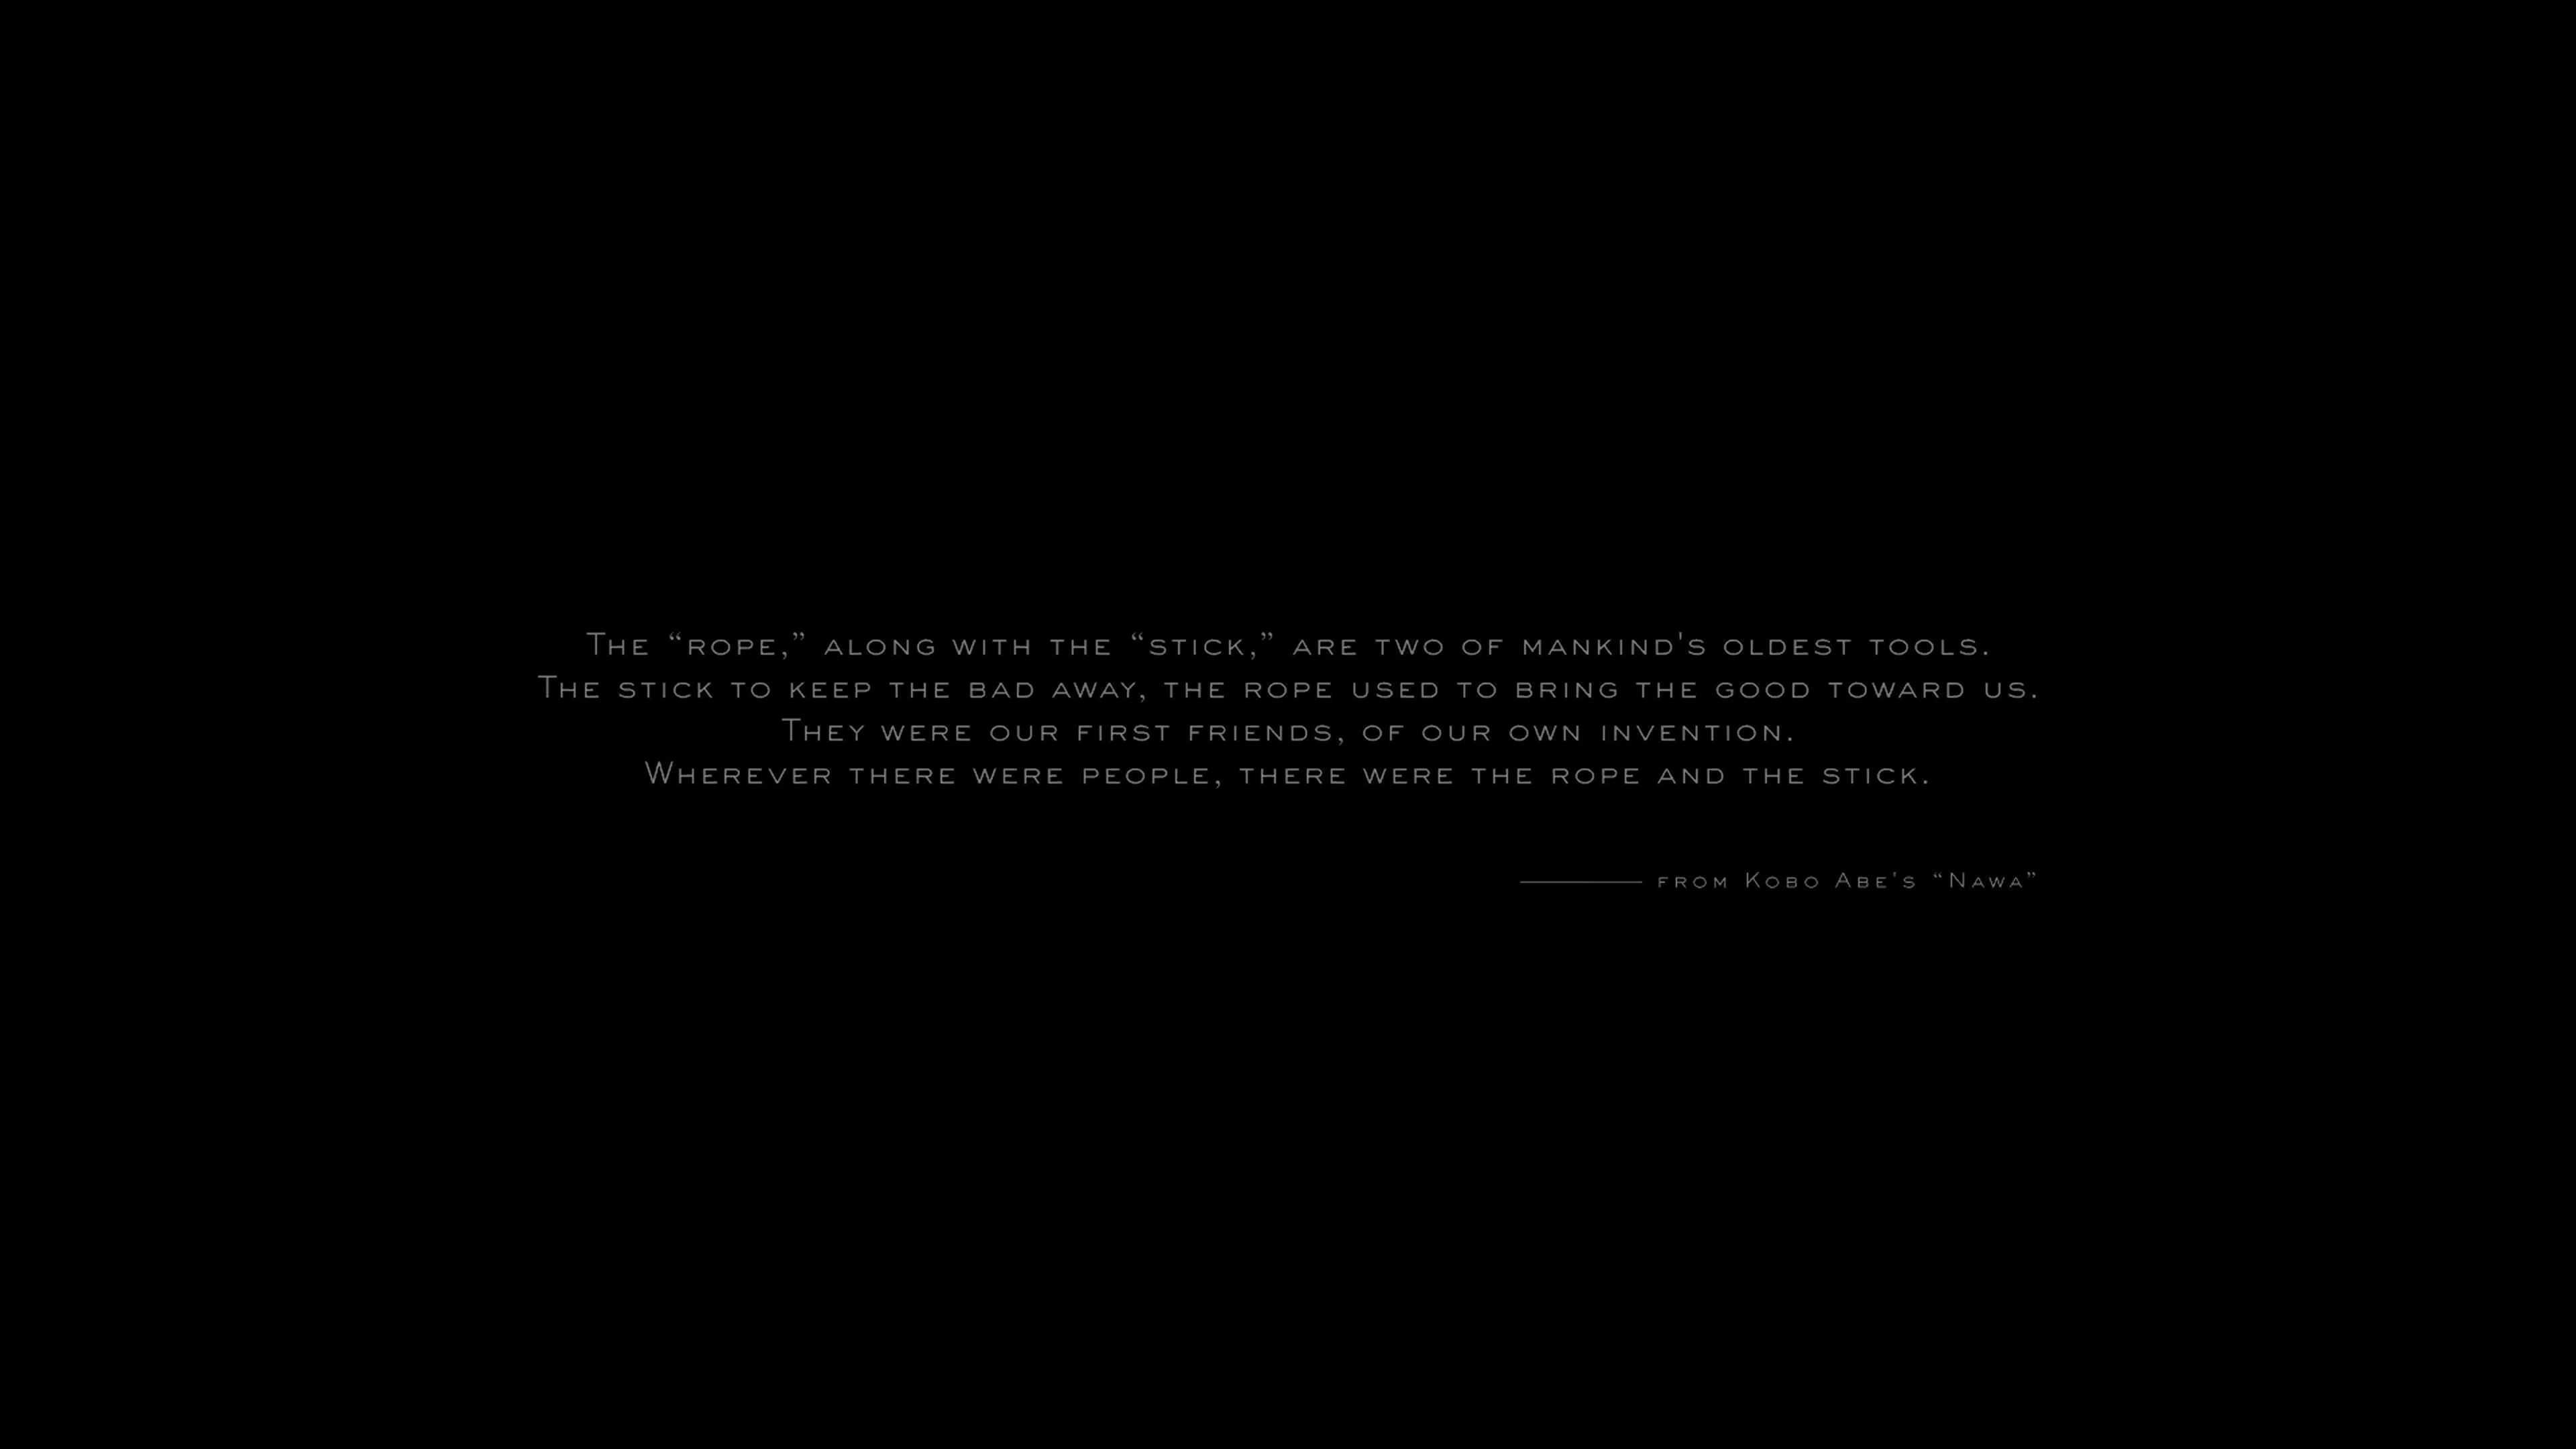 The “rope,” along with the “stick,” are two of mankind's oldest tools.
The stick to keep the bad away, the rope used to bring the good toward us.
They were our first friends, of our own invention.
Wherever there were people, there were the rope and the stick.
——— from Kobo Abe's “Nawa”